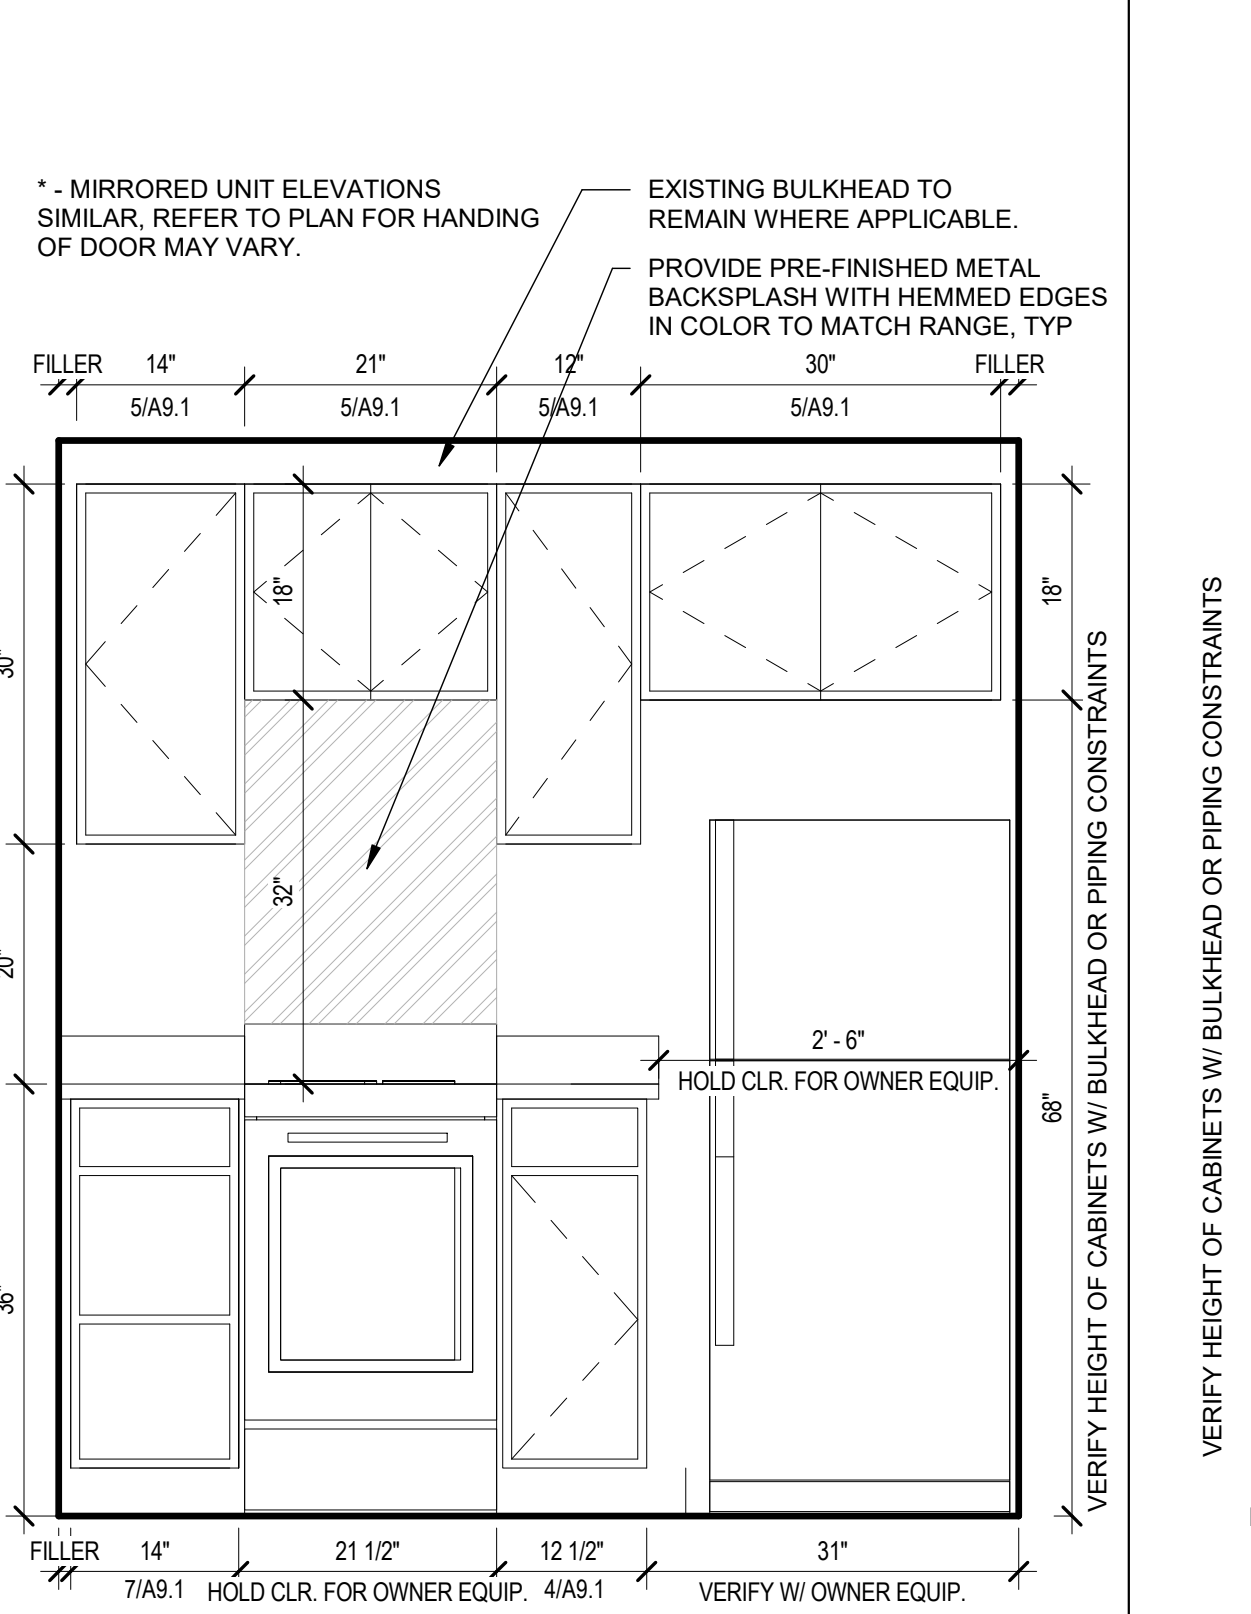 * - MIRRORED UNIT ELEVATIONS
SIMILAR, REFER TO PLAN FOR HANDING
OF DOOR MAY VARY.
EXISTING BULKHEAD TO
REMAIN WHERE APPLICABLE.
PROVIDE PRE-FINISHED METAL
BACKSPLASH WITH HEMMED EDGES
IN COLOR TO MATCH RANGE, TYP
FILLER 14" 21" 12" 30" FILLER
5/A9.1 5/A9.1 5/A9.1 5/A9.1
30"
18"
18"
32"
20"
2' - 6"
HOLD CLR. FOR OWNER EQUIP.
68"
36"
VERIFY HEIGHT OF CABINETS W/ BULKHEAD OR PIPING CONSTRAINTS
VERIFY HEIGHT OF CABINETS W/ BULKHEAD OR PIPING CONSTRAINTS
FILLER 14" 21 1/2" 12 1/2" 31"
7/A9.1 HOLD CLR. FOR OWNER EQUIP. 4/A9.1 VERIFY W/ OWNER EQUIP.